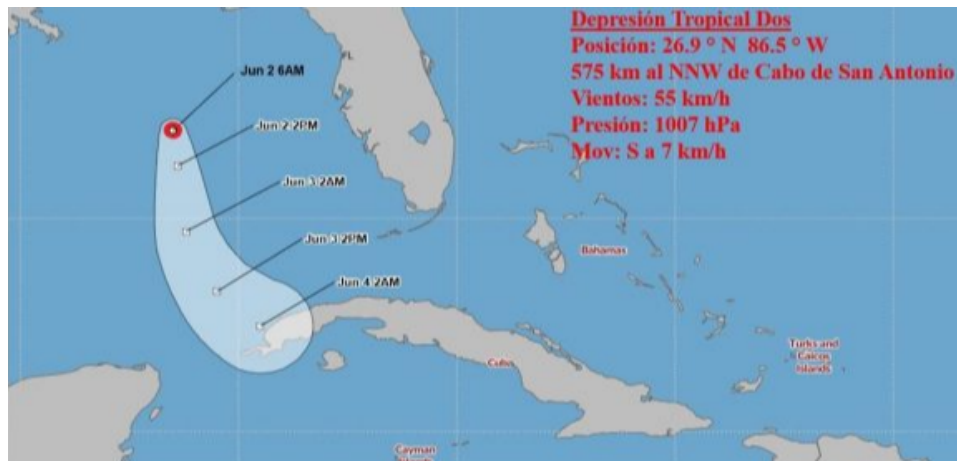 Depresión Tropical Dos
Posición: 26.9 ° N 86.5 ° W
575 km al NNW de Cabo de San Antonio
Vientos: 55 km/h
Presión: 1007 hPa
Mov: S a 7 km/h
FL
Jun 2 6AM
Jun 2 2PM
Jun 3 2AM
Jun 3 2PM
Jun 4 2AM
Bahamas
Turks and
Caicos
Islands
Cuba
Cayman
Islands